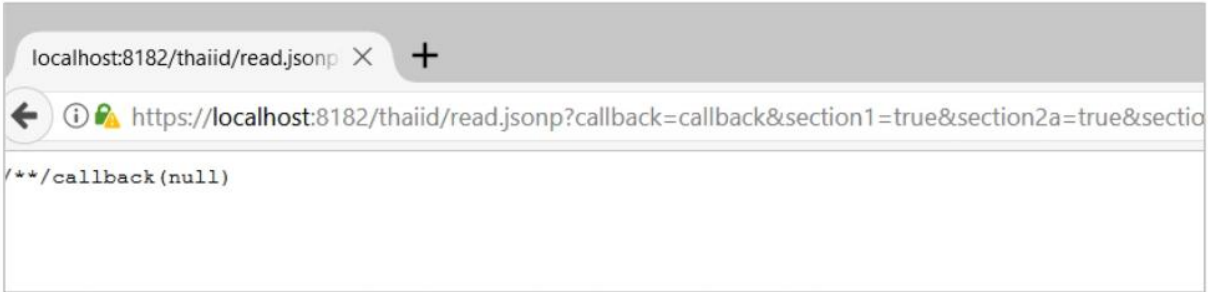 localhost:8182/thaiid/read.jsonp
https://localhost:8182/thaiid/read.jsonp?callback=callback&section1=true&section2a=true&sectio
/**/callback(null)